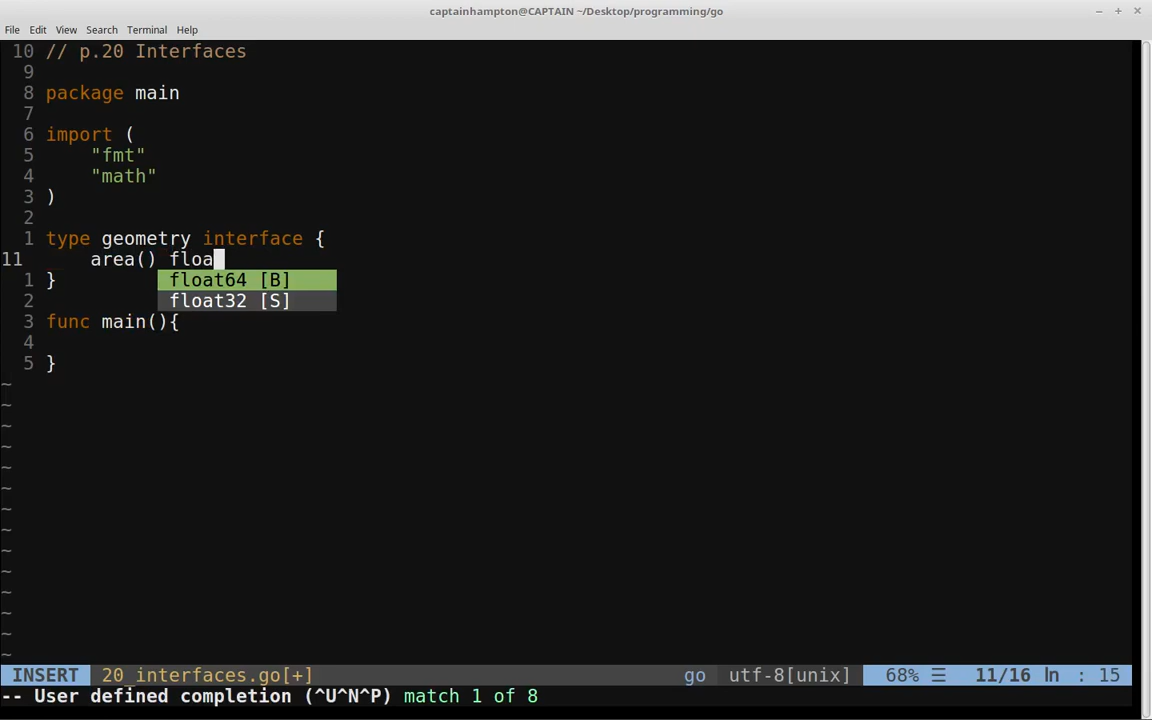 captainhampton@CAPTAIN ~/Desktop/programming/go
File Edit View Search Terminal Help
10 // p.20 Interfaces
9
8 package main
7
6 import (
5 "fmt"
4 "math"
3 )
2
1 type geometry interface {
11 area() floa
1 } float64 [B]
2 float32 [S]
3 func main(){
4
5 }
~
~
~
~
~
~
~
~
~
~
~
~
~
~
INSERT 20_interfaces.go[+] go utf-8[unix] 68% ☰ 11/16 ln : 15
-- User defined completion (^U^N^P) match 1 of 8